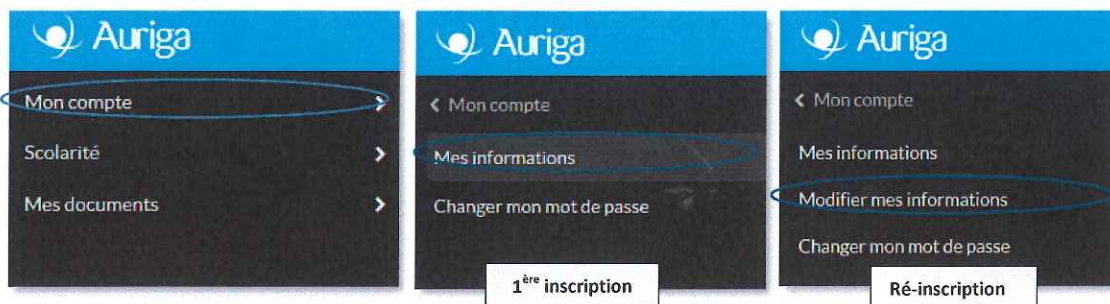 Auriga
Mon compte
Scolarité
Mes documents
Auriga
Mon compte
Mes informations
Changer mon mot de passe
1ère inscription
Auriga
Mon compte
Mes informations
Modifier mes informations
Changer mon mot de passe
Ré-inscription